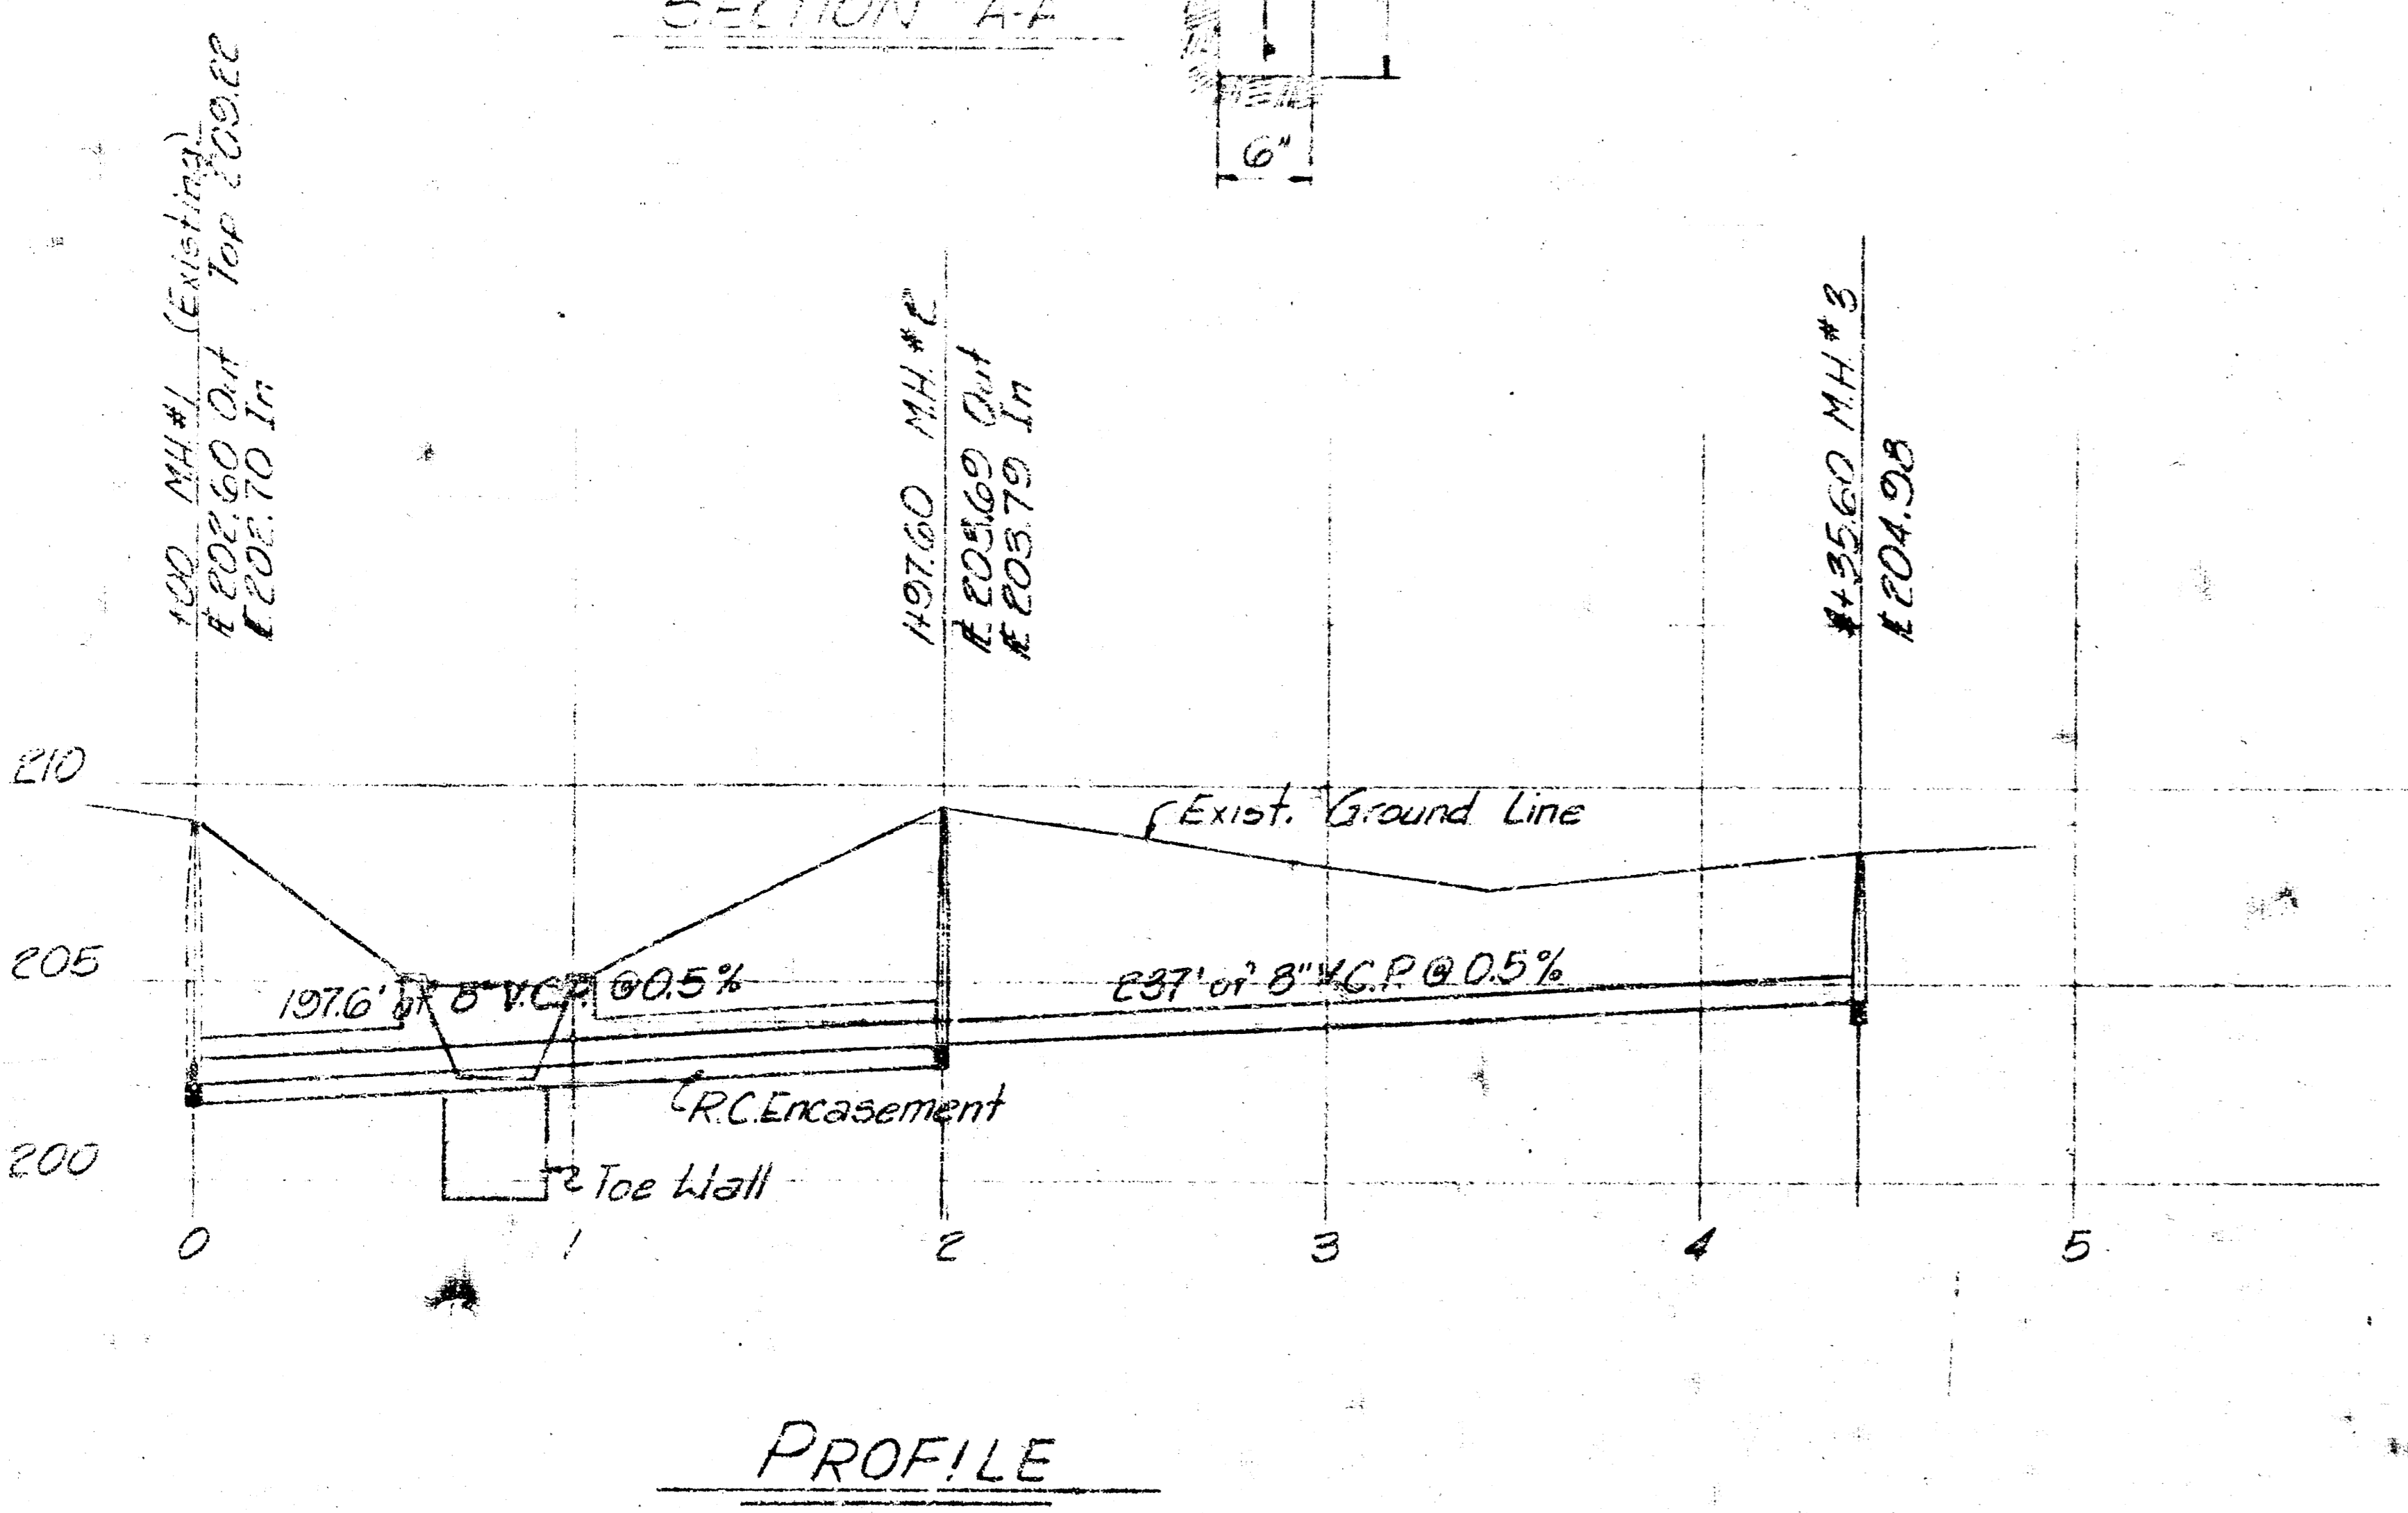 SECTION A-A
6"
+00 M.H.#1 (Existing)
I.E. 202.60 Out Top 209.22
I.E. 202.70 In
1+97.60 M.H.#2
I.E. 203.69 Out
I.E. 203.79 In
4+35.60 M.H.#3
I.E. 204.98
210
Exist. Ground Line
205
197.6' of 8" V.C.P. @ 0.5%
237' of 8" V.C.P. @ 0.5%
R.C. Encasement
200
Toe Wall
0 1 2 3 4 5
PROFILE